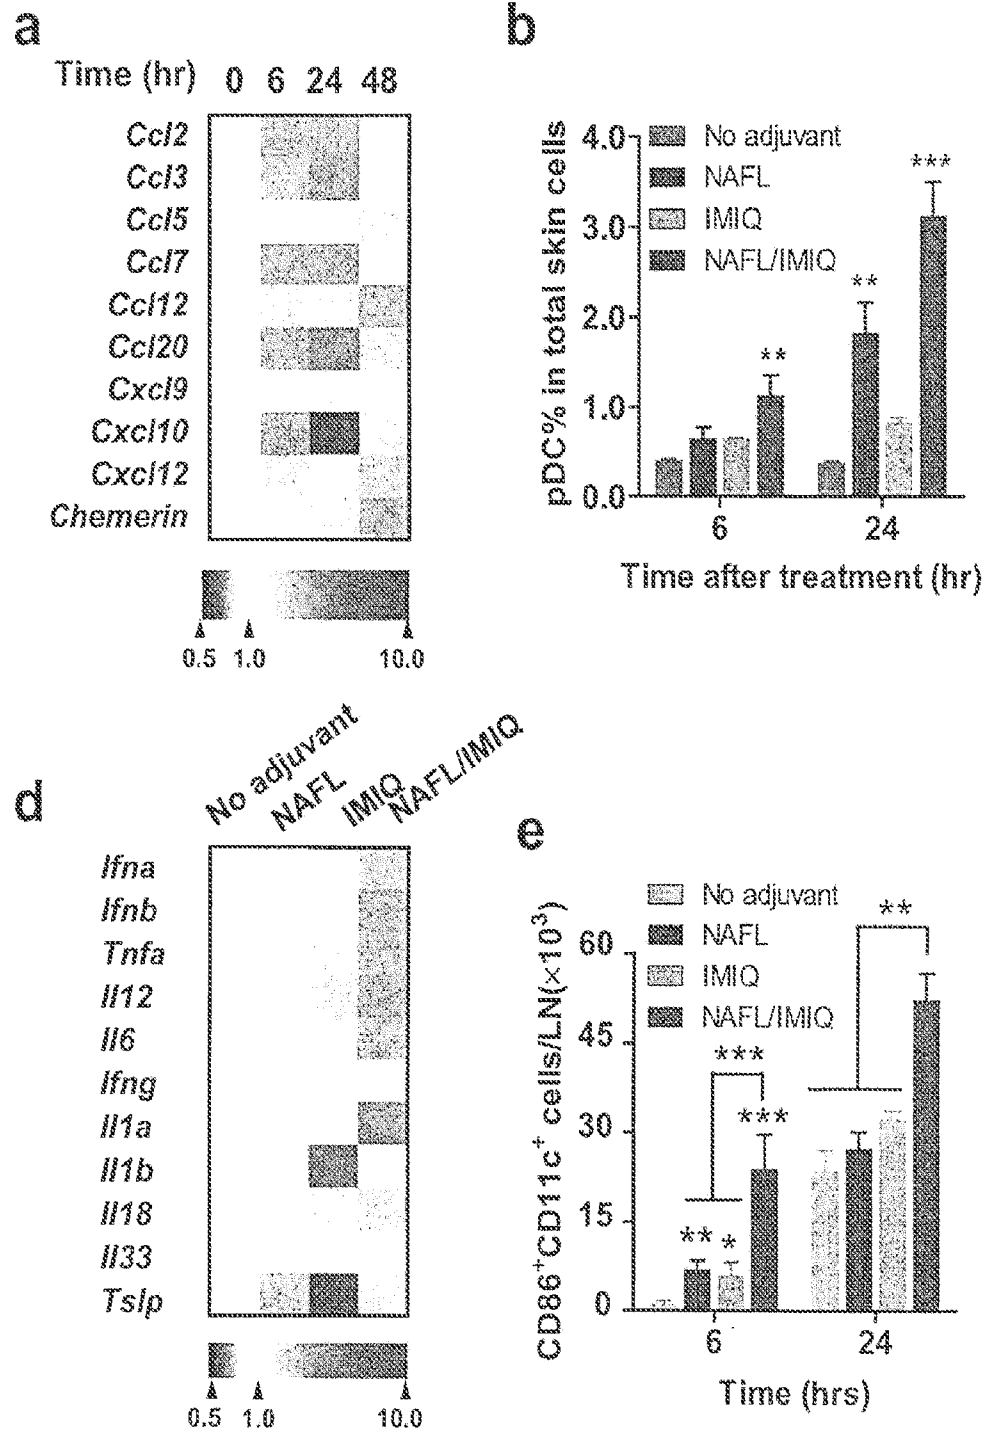 a
Time (hr) 0 6 24 48
Ccl2
Ccl3
Ccl5
Ccl7
Ccl12
Ccl20
Cxcl9
Cxcl10
Cxcl12
Chemerin
0.5 1.0 10.0
b
pDC% in total skin cells
4.0
3.0
2.0
1.0
0.0
No adjuvant
NAFL
IMIQ
NAFL/IMIQ
**
**
***
6 24
Time after treatment (hr)
d
No adjuvant
NAFL
IMIQ
NAFL/IMIQ
Ifna
Ifnb
Tnfa
Il12
Il6
Ifng
Il1a
Il1b
Il18
Il33
Tslp
0.5 1.0 10.0
e
CD86⁺CD11c⁺ cells/LN(×10³)
60
45
30
15
0
No adjuvant
NAFL
IMIQ
NAFL/IMIQ
**
***
***
** *
6 24
Time (hrs)